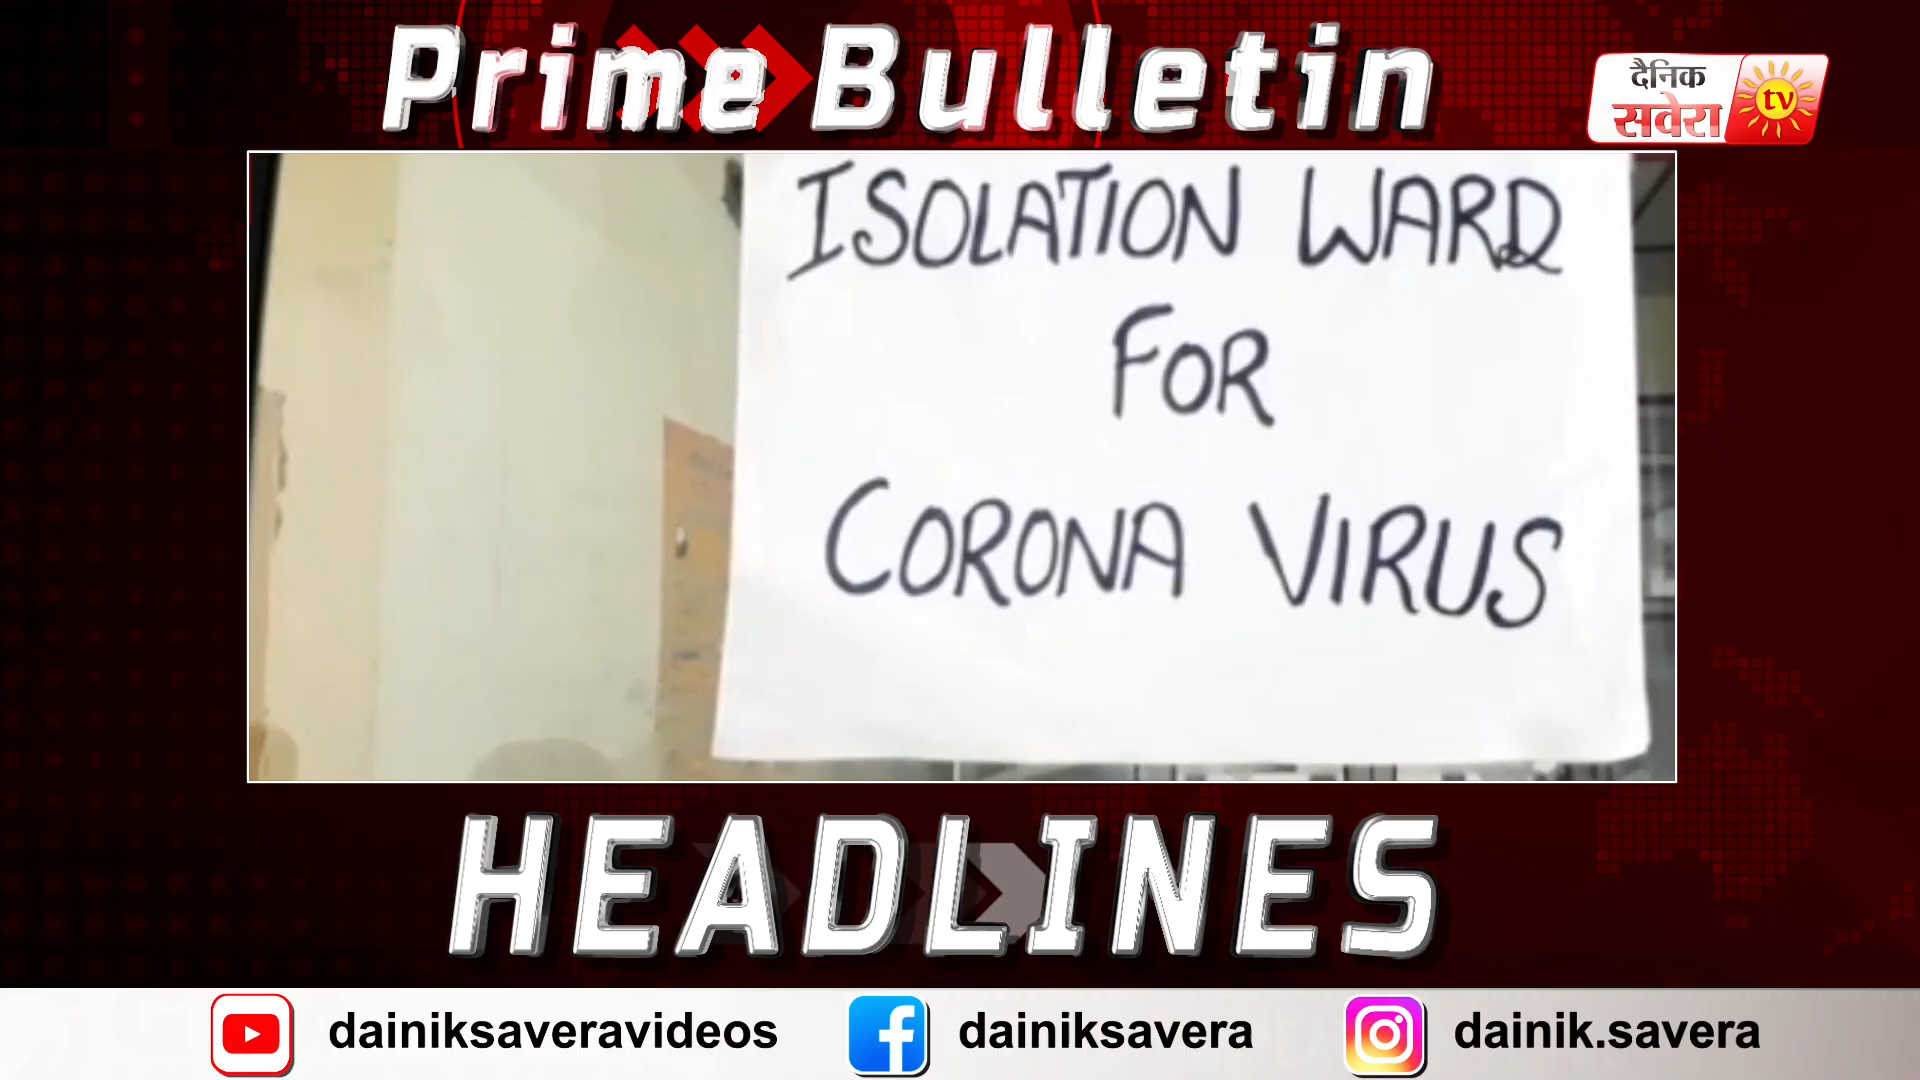 Prime Bulletin
दैनिक
सवेरा
tv
ISOLATION WARD
FOR
CORONA VIRUS
HEADLINES
dainiksaveravideos
dainiksavera
dainik.savera